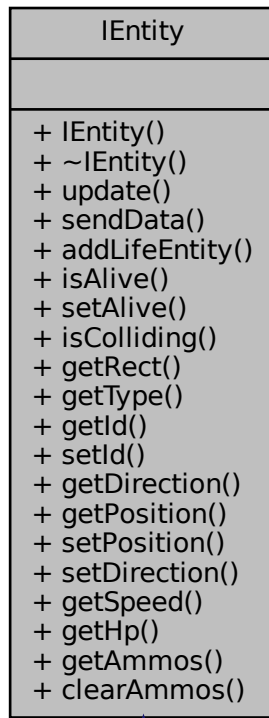 IEntity
+ IEntity()
+ ~IEntity()
+ update()
+ sendData()
+ addLifeEntity()
+ isAlive()
+ setAlive()
+ isColliding()
+ getRect()
+ getType()
+ getId()
+ setId()
+ getDirection()
+ getPosition()
+ setPosition()
+ setDirection()
+ getSpeed()
+ getHp()
+ getAmmos()
+ clearAmmos()